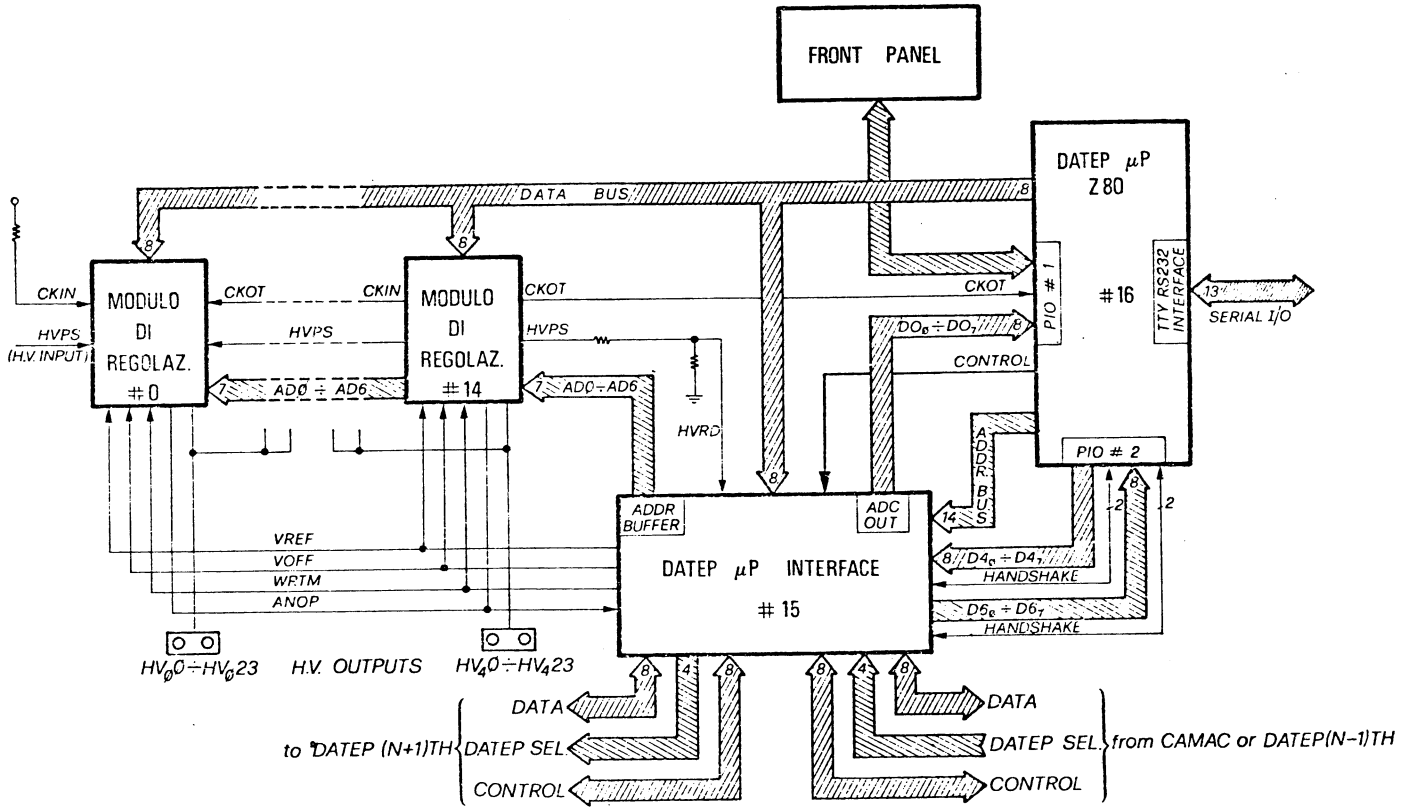 FRONT PANEL
DATEP µP
Z80
#16
8
DATA BUS
8
8
8
PIO #1
TTY RS232
INTERFACE
13
SERIAL I/O
CKIN
HVPS
(H.V. INPUT)
MODULO
DI
REGOLAZ.
#0
CKOT
CKIN
HVPS
7
AD0 ÷ AD6
MODULO
DI
REGOLAZ.
#14
CKOT
CKOT
HVPS
7
AD0÷AD6
HVRD
DO₀÷DO₇
8
CONTROL
ADDR. BUS
14
PIO #2
8
2
2
ADDR
BUFFER
ADC
OUT
DATEP µP INTERFACE
#15
8
D4₀÷D4₇
HANDSHAKE
D6₀÷D6₇
HANDSHAKE
VREF
VOFF
WRTM
ANOP
HV₀0÷HV₀23
H.V. OUTPUTS
HV₄0÷HV₄23
8
4
8
8
4
8
DATA
to DATEP (N+1)TH
DATEP SEL
CONTROL
DATA
DATEP SEL.
from CAMAC or DATEP(N-1)TH
CONTROL